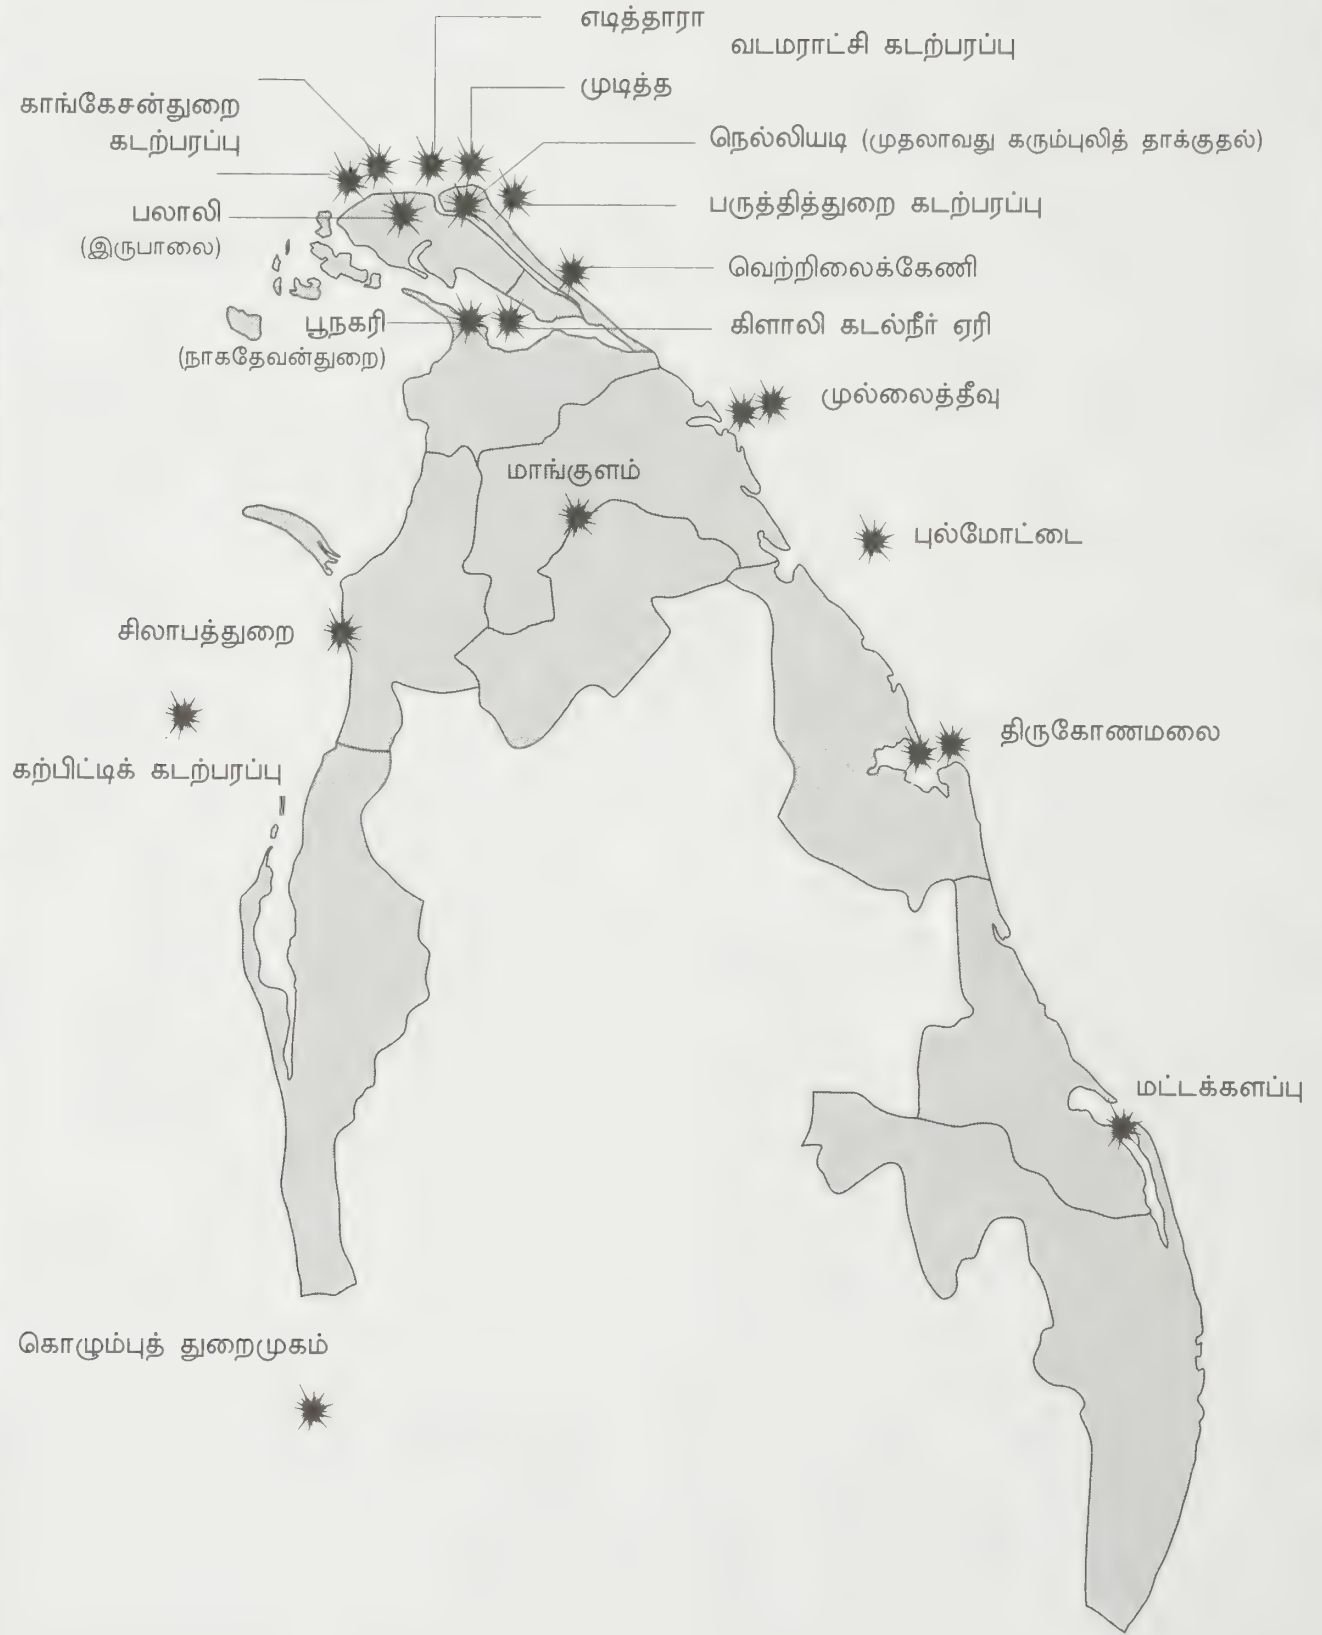 எடித்தாரா
வடமராட்சி கடற்பரப்பு
முடித்த
காங்கேசன்துறை
கடற்பரப்பு
நெல்லியடி (முதலாவது கரும்புலித் தாக்குதல்)
பலாலி
(இருபாலை)
பருத்தித்துறை கடற்பரப்பு
வெற்றிலைக்கேணி
பூநகரி
(நாகதேவன்துறை)
கிளாலி கடல்நீர் ஏரி
முல்லைத்தீவு
மாங்குளம்
புல்மோட்டை
சிலாபத்துறை
திருகோணமலை
கற்பிட்டிக் கடற்பரப்பு
மட்டக்களப்பு
கொழும்புத் துறைமுகம்